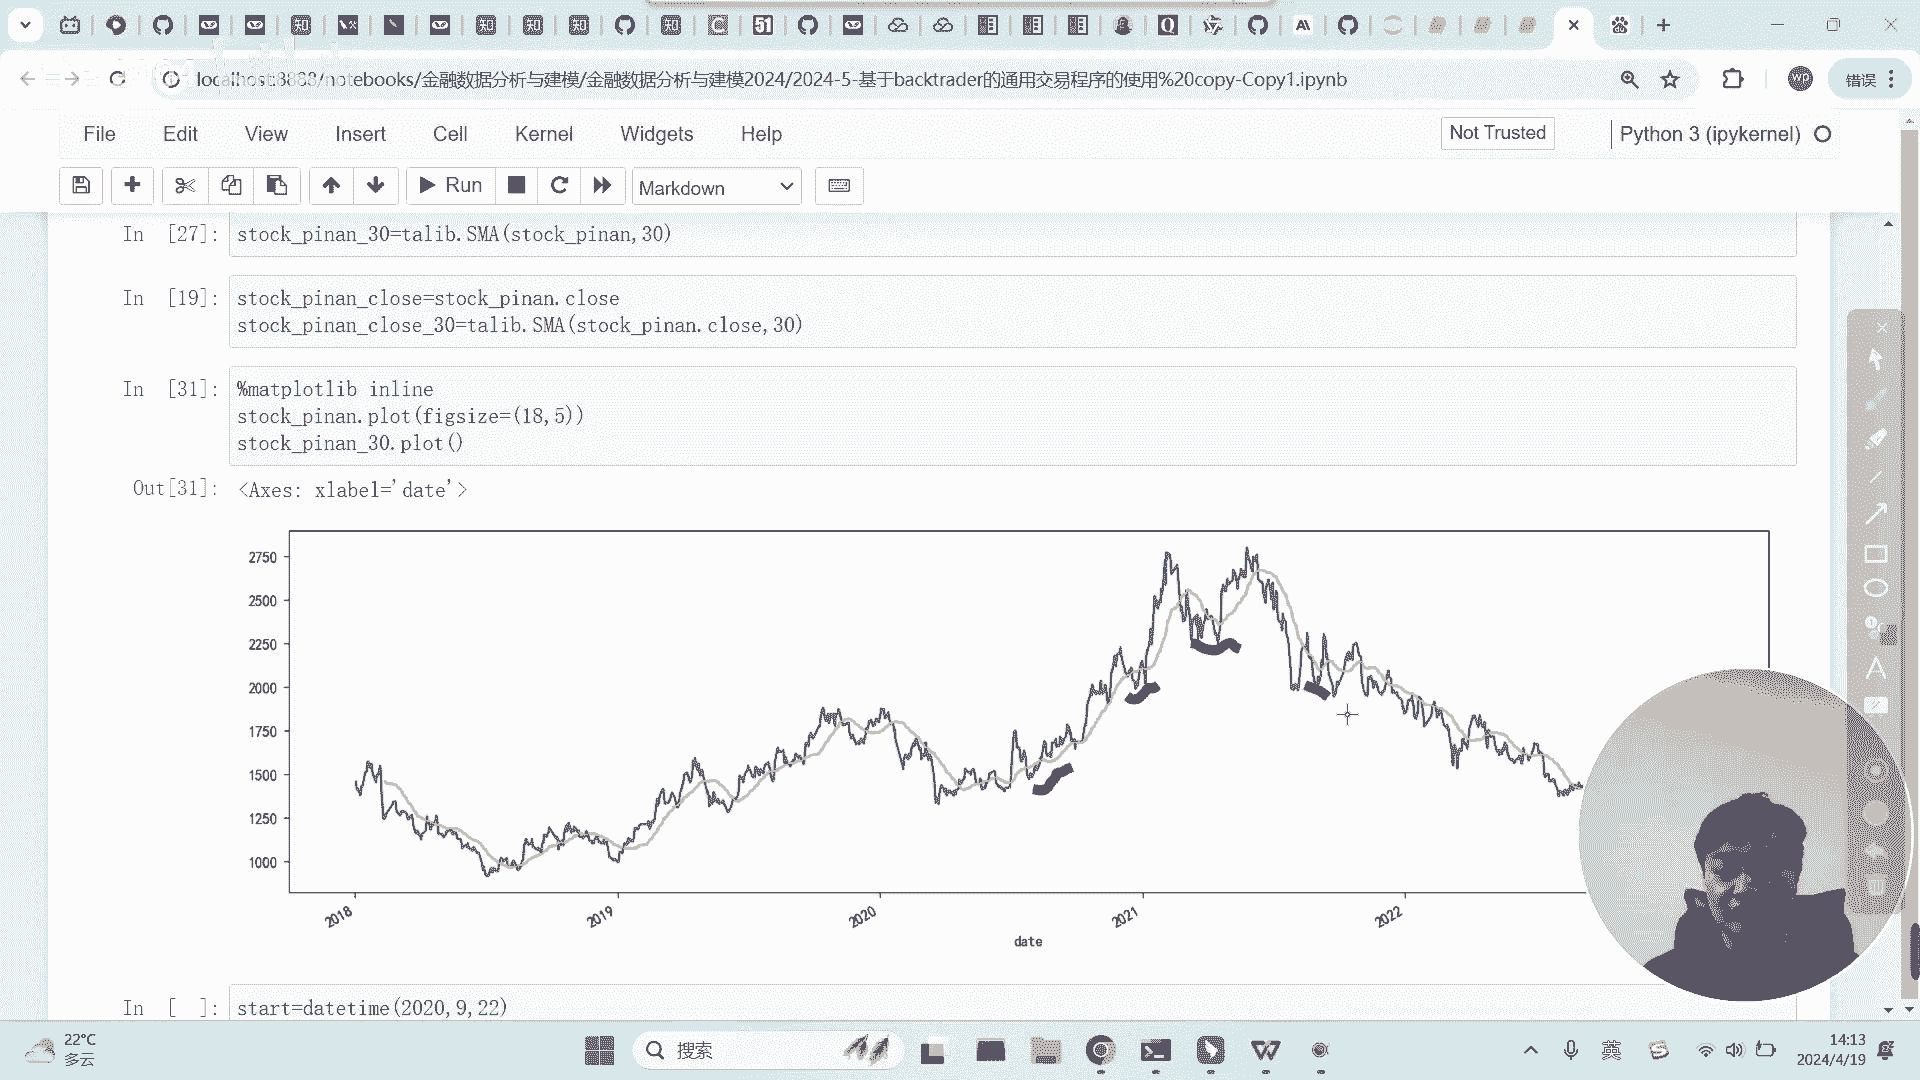 localhost:8888/notebooks/金融数据分析与建模/金融数据分析与建模2024/2024-5-基于backtrader的通用交易程序的使用%20copy-Copy1.ipynb
错误
File Edit View Insert Cell Kernel Widgets Help
Not Trusted
Python 3 (ipykernel)
Run
Markdown
In [27]: stock_pinan_30=talib.SMA(stock_pinan,30)
In [19]: stock_pinan_close=stock_pinan.close
stock_pinan_close_30=talib.SMA(stock_pinan.close,30)
In [31]: %matplotlib inline
stock_pinan.plot(figsize=(18,5))
stock_pinan_30.plot()
Out[31]: <Axes: xlabel='date'>
2750
2500
2250
2000
1750
1500
1250
1000
2018 2019 2020 2021 2022
date
In [ ]: start=datetime(2020,9,22)
22°C
多云
搜索
英
14:13
2024/4/19